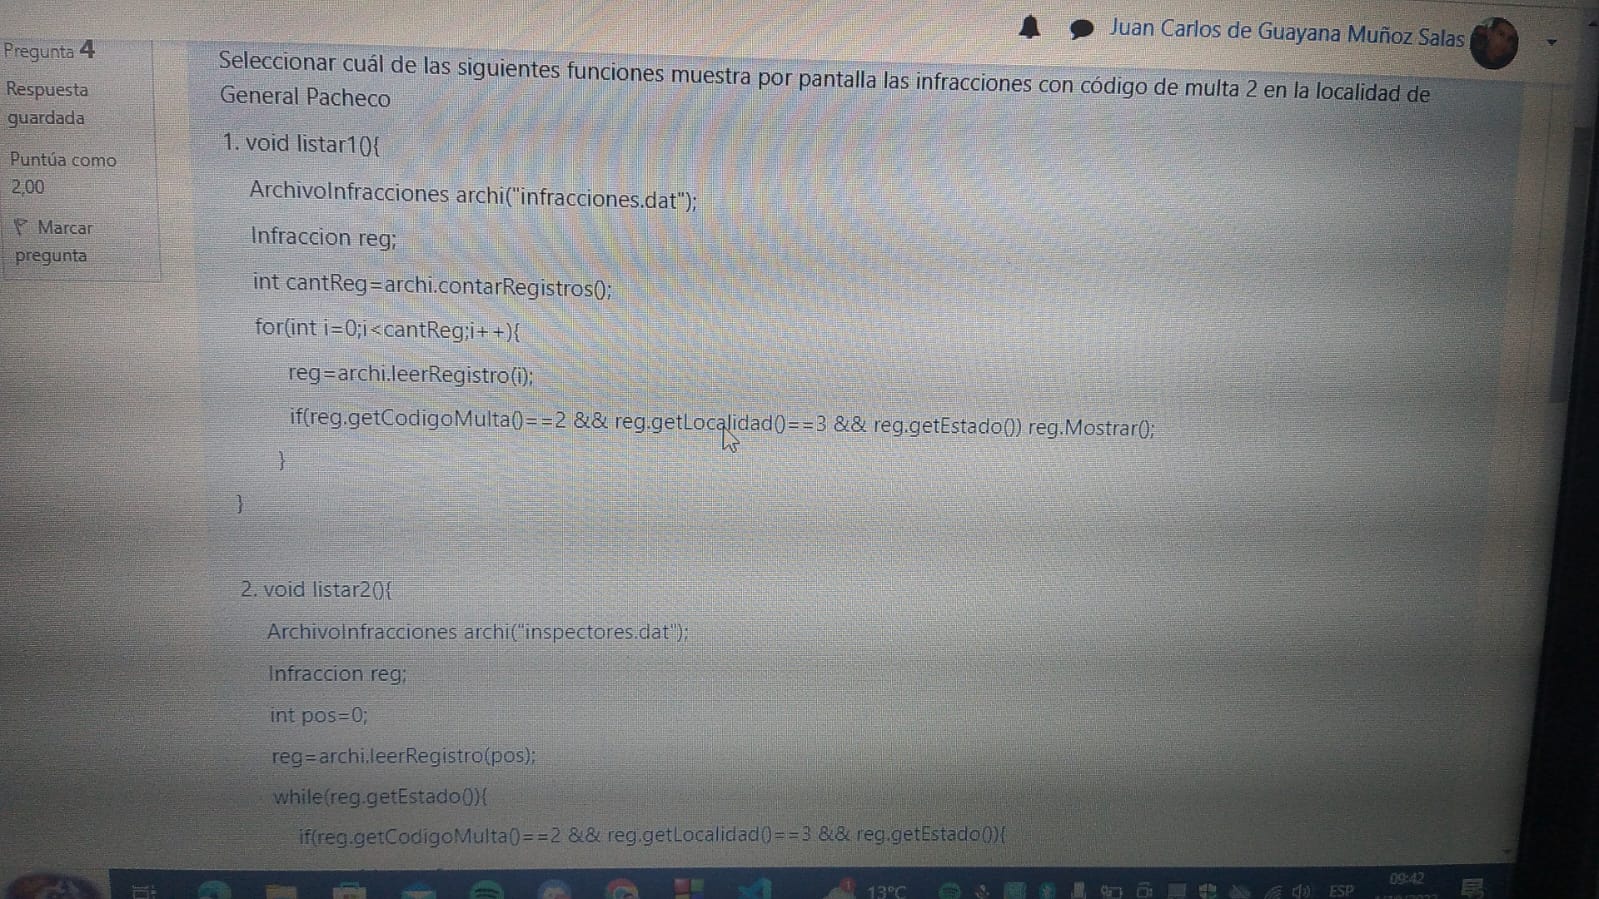 Juan Carlos de Guayana Muñoz Salas
Pregunta 4
Respuesta
guardada
Puntúa como
2,00
Marcar
pregunta
Seleccionar cuál de las siguientes funciones muestra por pantalla las infracciones con código de multa 2 en la localidad de
General Pacheco
1. void listar1(){
ArchivoInfracciones archi("infracciones.dat");
Infraccion reg;
int cantReg=archi.contarRegistros();
for(int i=0;i<cantReg;i++){
reg=archi.leerRegistro(i);
if(reg.getCodigoMulta()==2 && reg.getLocalidad()==3 && reg.getEstado()) reg.Mostrar();
}
}
2. void listar2(){
ArchivoInfracciones archi("inspectores.dat");
Infraccion reg;
int pos=0;
reg=archi.leerRegistro(pos);
while(reg.getEstado()){
if(reg.getCodigoMulta()==2 && reg.getLocalidad()==3 && reg.getEstado()){
1
13°C
ESP
09:42